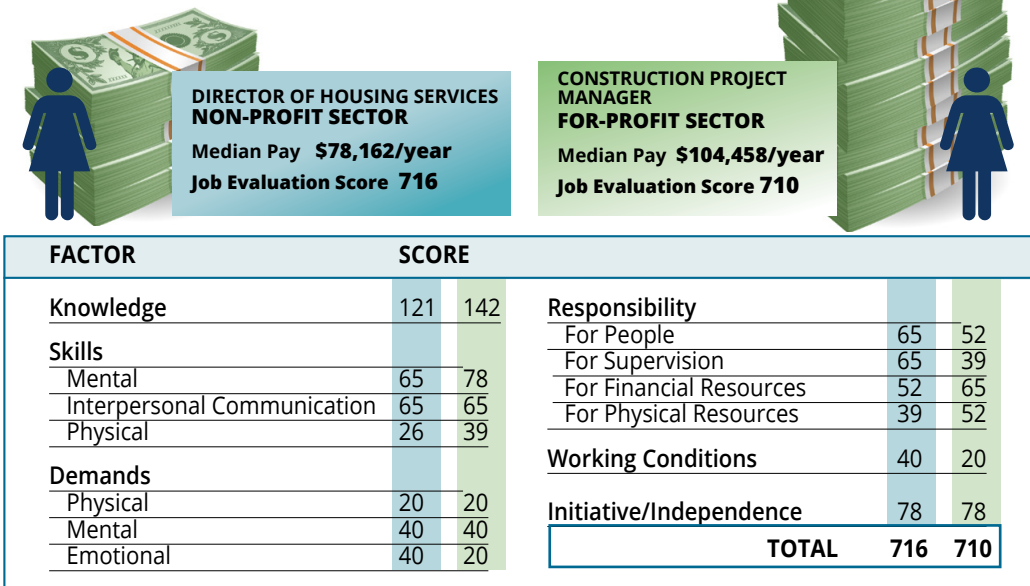 DIRECTOR OF HOUSING SERVICES
NON-PROFIT SECTOR
Median Pay $78,162/year
Job Evaluation Score 716
CONSTRUCTION PROJECT
MANAGER
FOR-PROFIT SECTOR
Median Pay $104,458/year
Job Evaluation Score 710
FACTOR SCORE
Knowledge 121 142
Skills
Mental 65 78
Interpersonal Communication 65 65
Physical 26 39
Demands
Physical 20 20
Mental 40 40
Emotional 40 20
Responsibility
For People 65 52
For Supervision 65 39
For Financial Resources 52 65
For Physical Resources 39 52
Working Conditions 40 20
Initiative/Independence 78 78
TOTAL 716 710